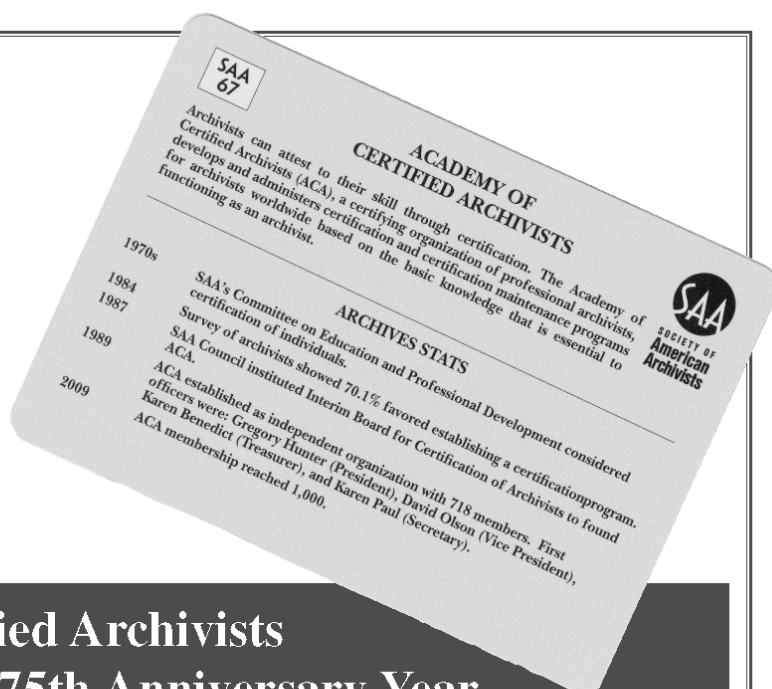 SAA
67
ACADEMY OF
CERTIFIED ARCHIVISTS
Archivists can attest to their skill through certification. The Academy of
Certified Archivists (ACA), a certifying organization of professional archivists,
develops and administers certification and certification maintenance programs
for archivists worldwide based on the basic knowledge that is essential to
functioning as an archivist.
SAA
SOCIETY OF
American
Archivists
ARCHIVES STATS
1970s SAA's Committee on Education and Professional Development considered
certification of individuals.
1984 Survey of archivists showed 70.1% favored establishing a certificationprogram.
1987 SAA Council instituted Interim Board for Certification of Archivists to found
ACA.
1989 ACA established as independent organization with 718 members. First
officers were: Gregory Hunter (President), David Olson (Vice President),
Karen Benedict (Treasurer), and Karen Paul (Secretary).
2009 ACA membership reached 1,000.
ied Archivists
75th Anniversary Year